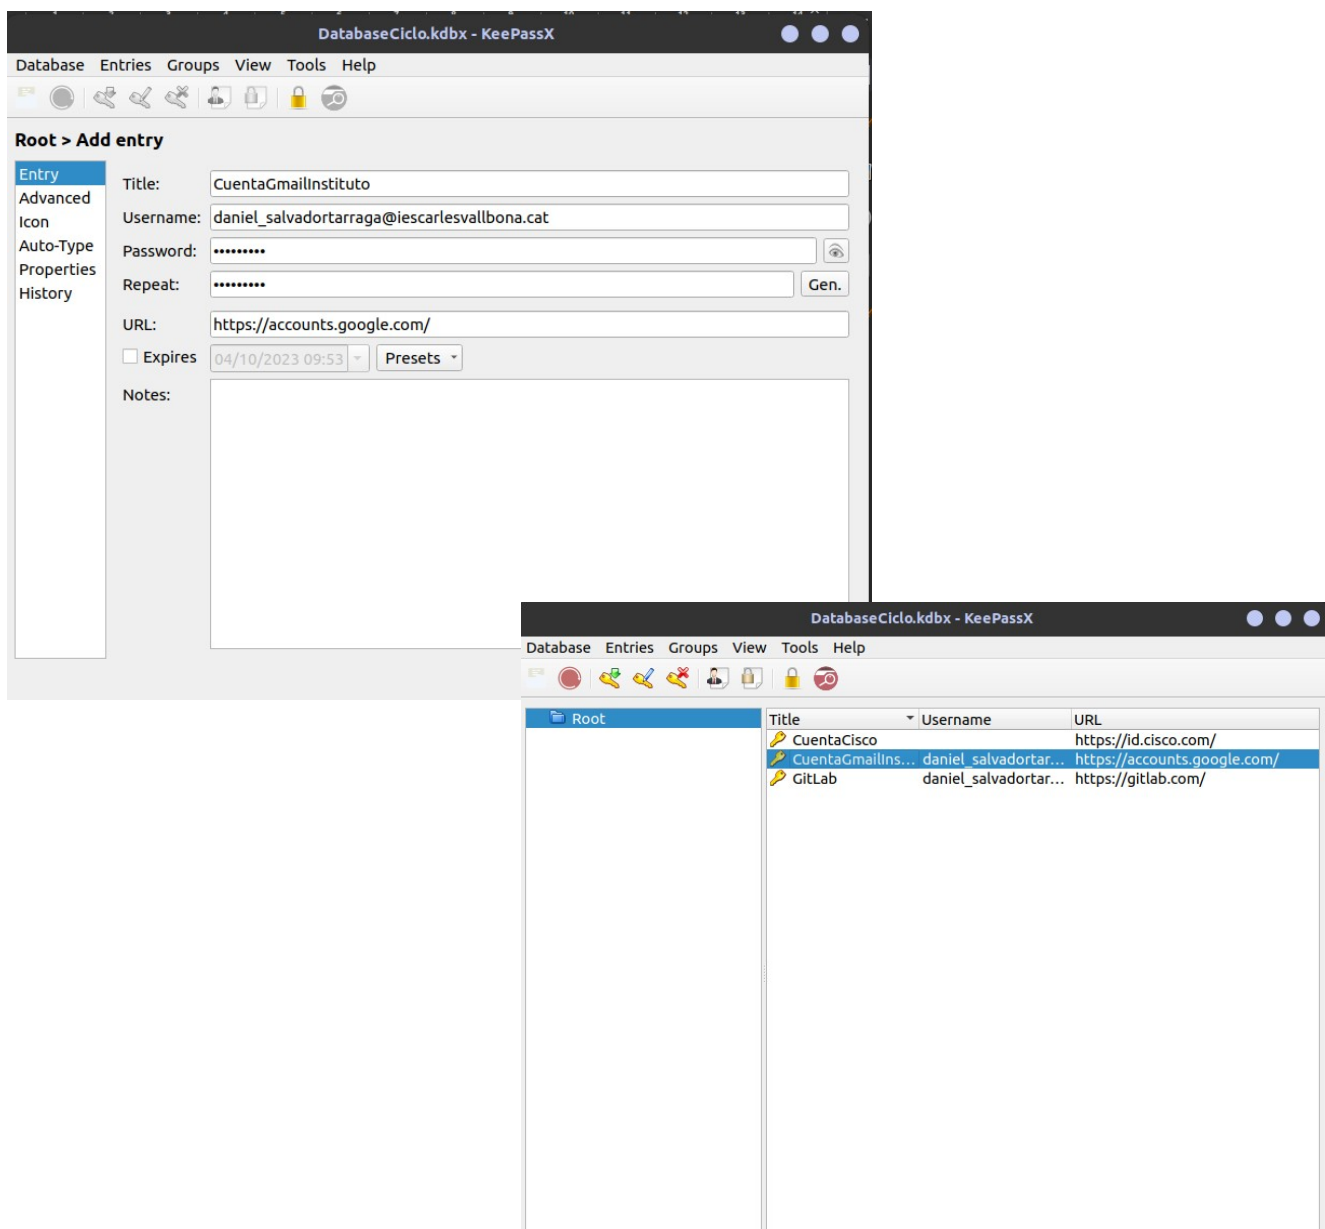 DatabaseCiclo.kdbx - KeePassX
Database Entries Groups View Tools Help
Root > Add entry
Entry
Advanced
Icon
Auto-Type
Properties
History
Title: CuentaGmailInstituto
Username: daniel_salvadortarraga@iescarlesvallbona.cat
Password: •••••••••
Repeat: ••••••••• Gen.
URL: https://accounts.google.com/
Expires 04/10/2023 09:53 Presets
Notes:
DatabaseCiclo.kdbx - KeePassX
Database Entries Groups View Tools Help
Root
Title Username URL
CuentaCisco https://id.cisco.com/
CuentaGmailIns... daniel_salvadortar... https://accounts.google.com/
GitLab daniel_salvadortar... https://gitlab.com/